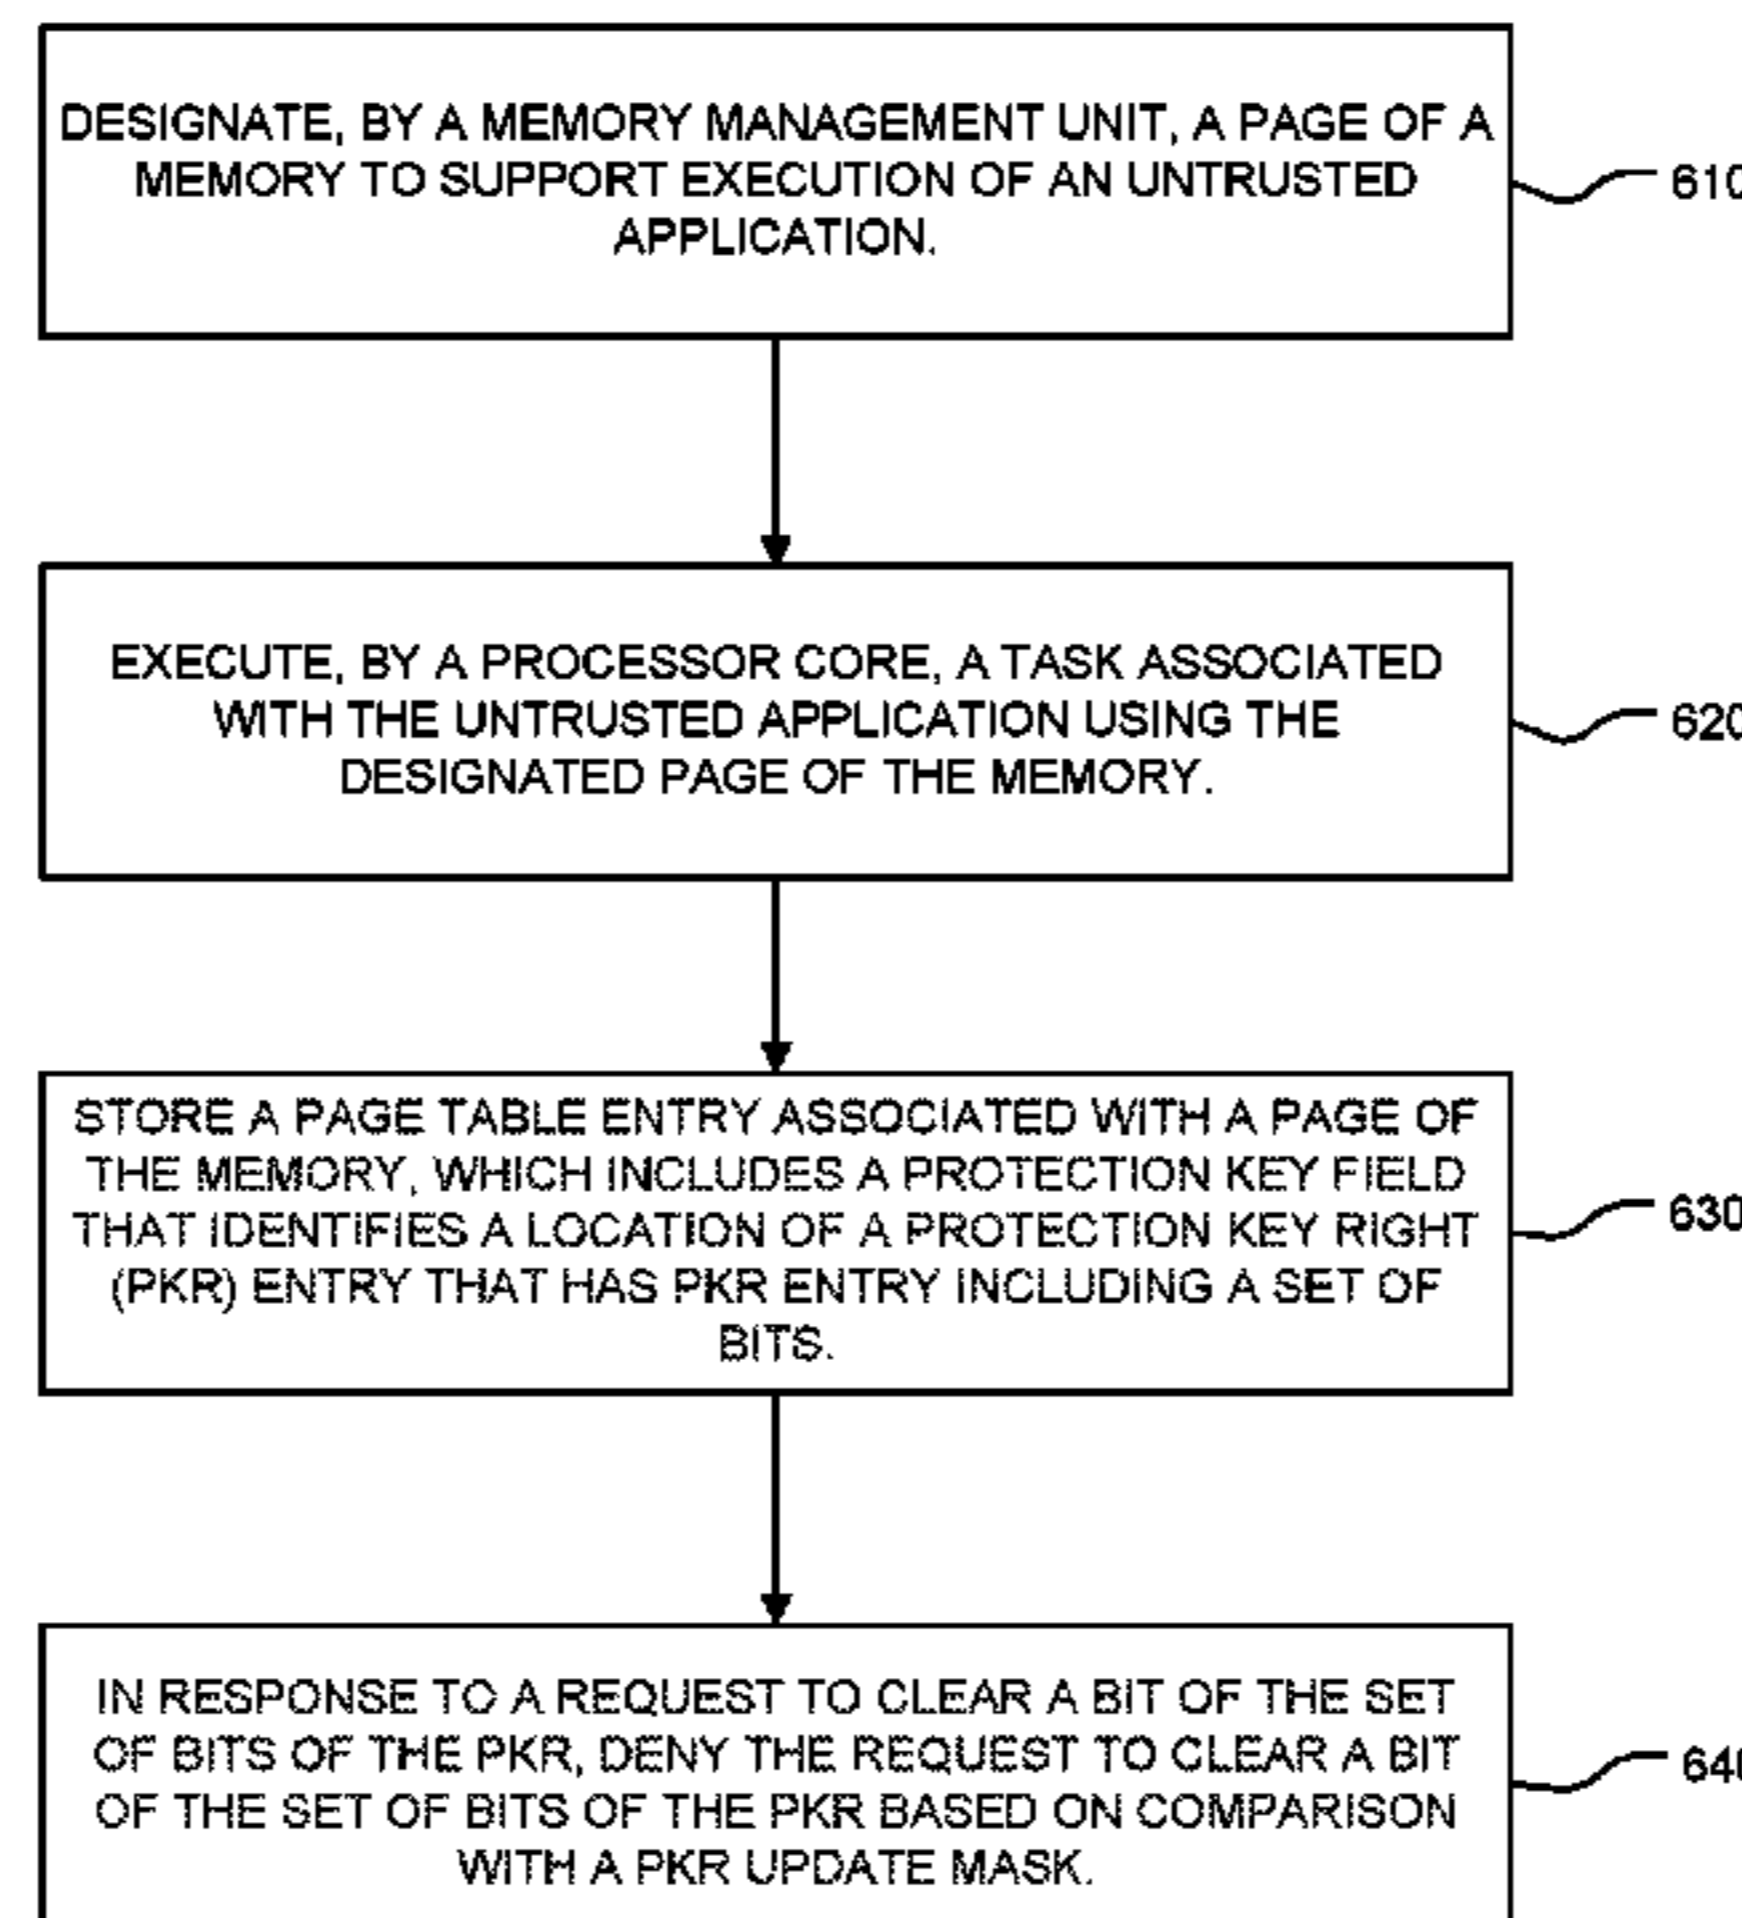 DESIGNATE, BY A MEMORY MANAGEMENT UNIT, A PAGE OF A
MEMORY TO SUPPORT EXECUTION OF AN UNTRUSTED
APPLICATION.
610
EXECUTE, BY A PROCESSOR CORE, A TASK ASSOCIATED
WITH THE UNTRUSTED APPLICATION USING THE
DESIGNATED PAGE OF THE MEMORY.
620
STORE A PAGE TABLE ENTRY ASSOCIATED WITH A PAGE OF
THE MEMORY, WHICH INCLUDES A PROTECTION KEY FIELD
THAT IDENTIFIES A LOCATION OF A PROTECTION KEY RIGHT
(PKR) ENTRY THAT HAS PKR ENTRY INCLUDING A SET OF
BITS.
630
IN RESPONSE TO A REQUEST TO CLEAR A BIT OF THE SET
OF BITS OF THE PKR, DENY THE REQUEST TO CLEAR A BIT
OF THE SET OF BITS OF THE PKR BASED ON COMPARISON
WITH A PKR UPDATE MASK.
640